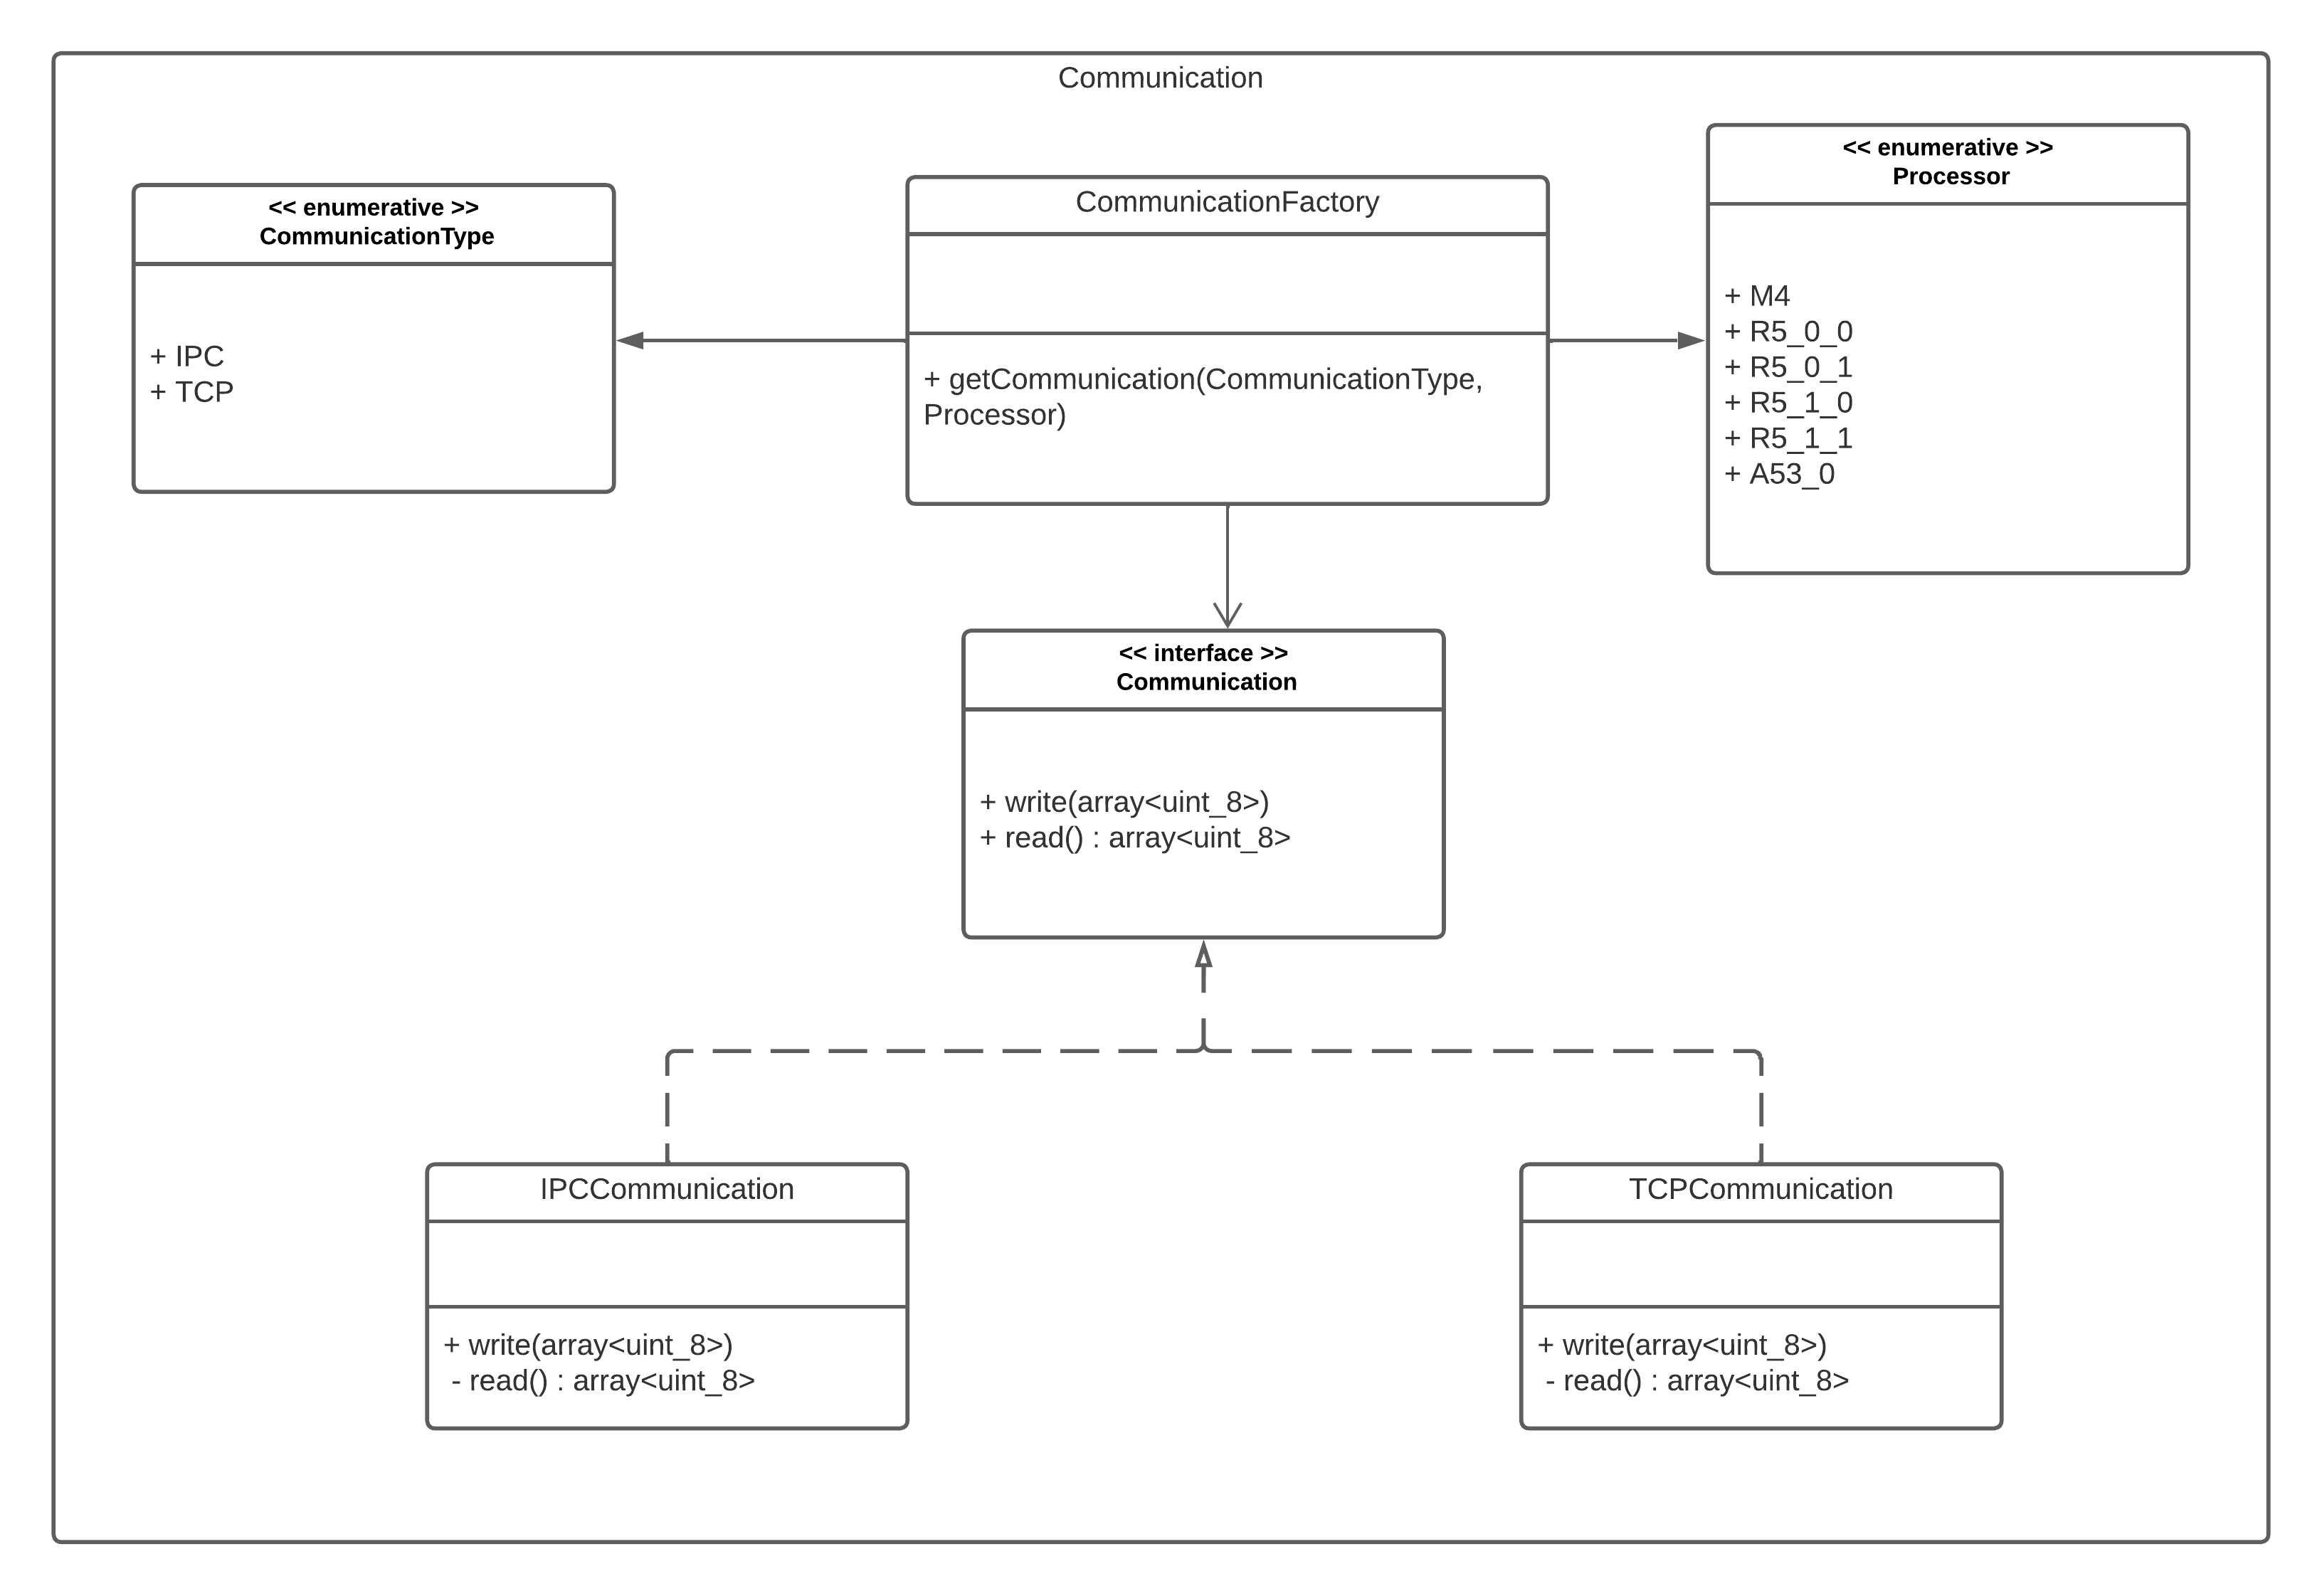 Communication
<< enumerative >>
CommunicationType
+ IPC
+ TCP
CommunicationFactory
+ getCommunication(CommunicationType,
Processor)
<< enumerative >>
Processor
+ M4
+ R5_0_0
+ R5_0_1
+ R5_1_0
+ R5_1_1
+ A53_0
<< interface >>
Communication
+ write(array<uint_8>)
+ read() : array<uint_8>
IPCCommunication
+ write(array<uint_8>)
- read() : array<uint_8>
TCPCommunication
+ write(array<uint_8>)
- read() : array<uint_8>